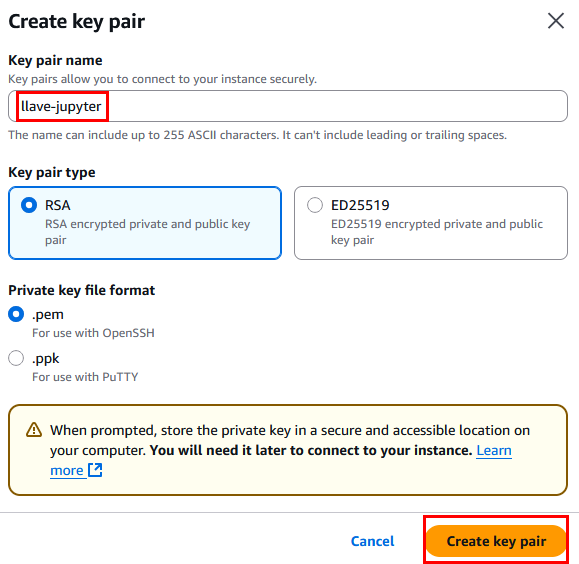 Create key pair
Key pair name
Key pairs allow you to connect to your instance securely.
llave-jupyter
The name can include up to 255 ASCII characters. It can't include leading or trailing spaces.
Key pair type
RSA
RSA encrypted private and public key
pair
ED25519
ED25519 encrypted private and public
key pair
Private key file format
.pem
For use with OpenSSH
.ppk
For use with PuTTY
When prompted, store the private key in a secure and accessible location on
your computer. You will need it later to connect to your instance. Learn
more
Cancel
Create key pair